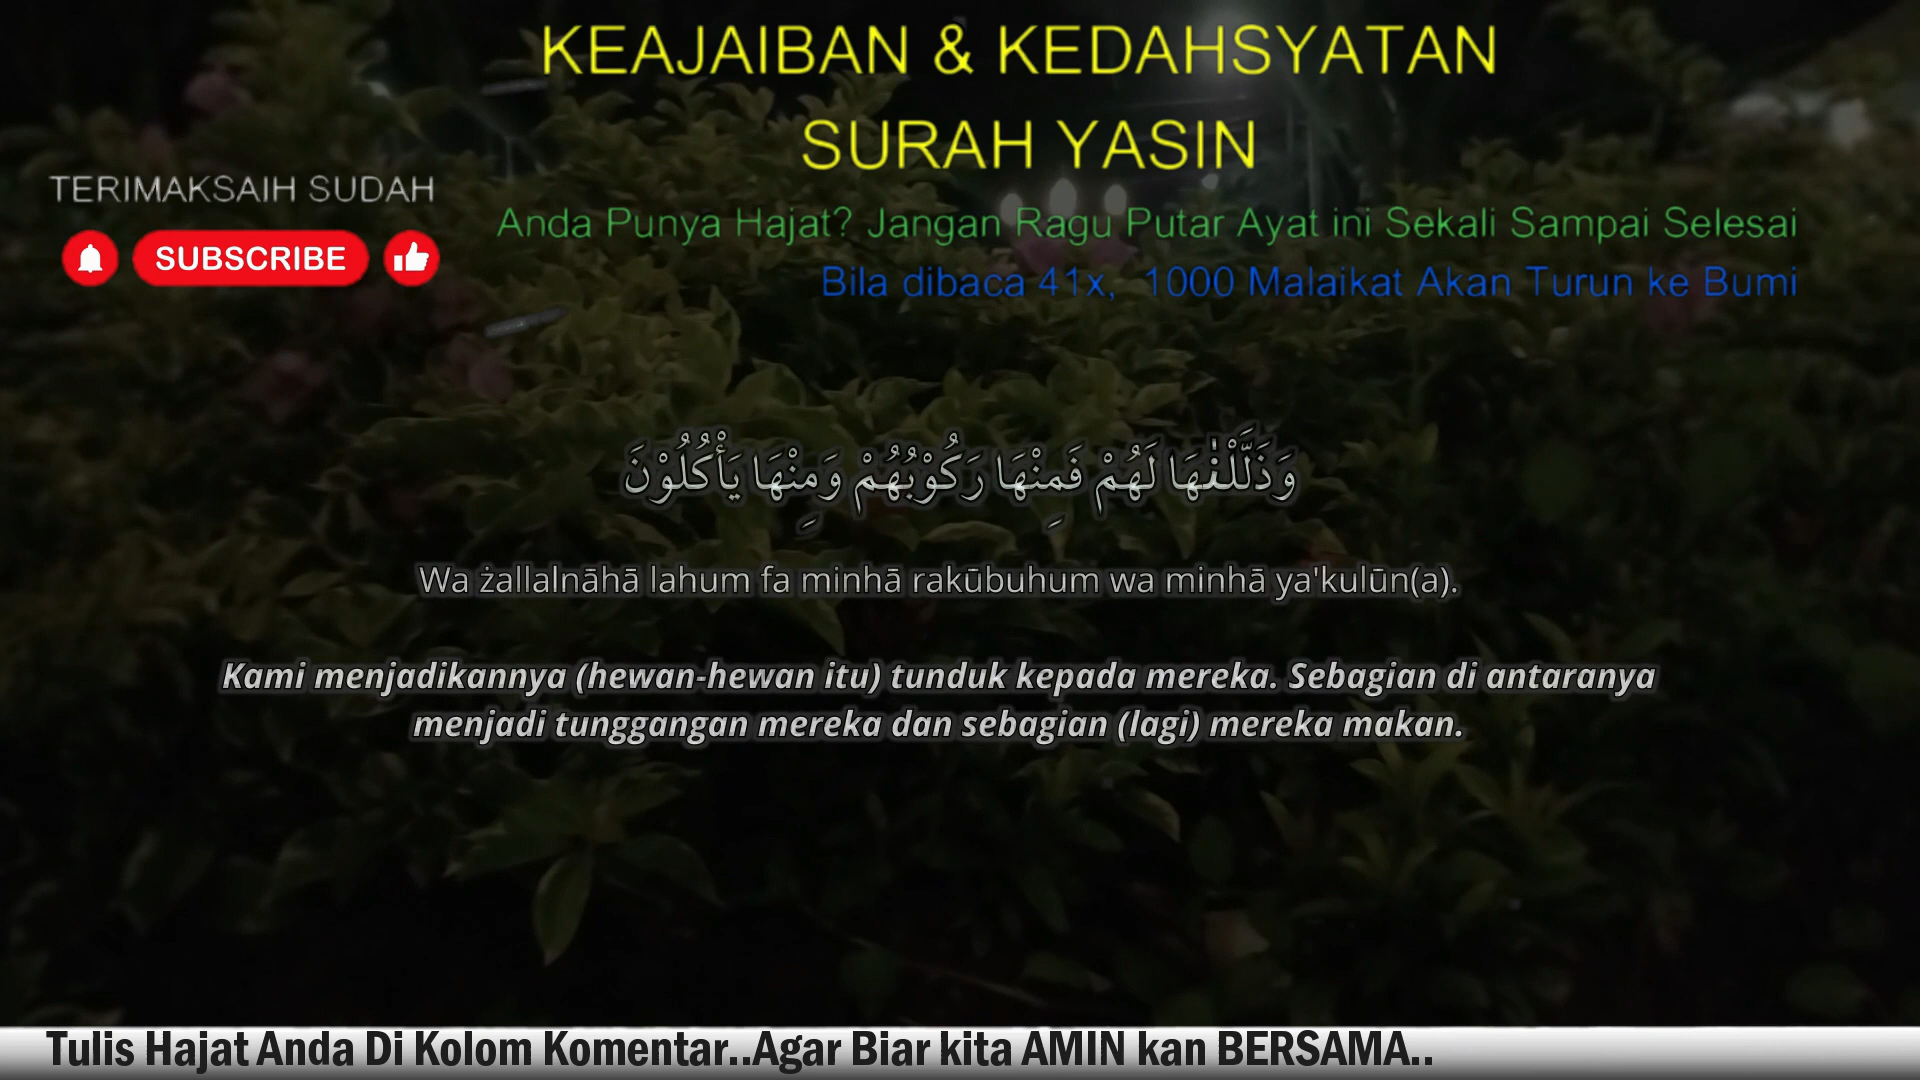 KEAJAIBAN & KEDAHSYATAN
SURAH YASIN
TERIMAKSAIH SUDAH
SUBSCRIBE
Anda Punya Hajat? Jangan Ragu Putar Ayat ini Sekali Sampai Selesai
Bila dibaca 41x, 1000 Malaikat Akan Turun ke Bumi
وَذَلَّلْنٰهَا لَهُمْ فَمِنْهَا رَكُوْبُهُمْ وَمِنْهَا يَأْكُلُوْنَ
Wa żallalnāhā lahum fa minhā rakūbuhum wa minhā ya'kulūn(a).
Kami menjadikannya (hewan-hewan itu) tunduk kepada mereka. Sebagian di antaranya
menjadi tunggangan mereka dan sebagian (lagi) mereka makan.
Tulis Hajat Anda Di Kolom Komentar..Agar Biar kita AMIN kan BERSAMA..